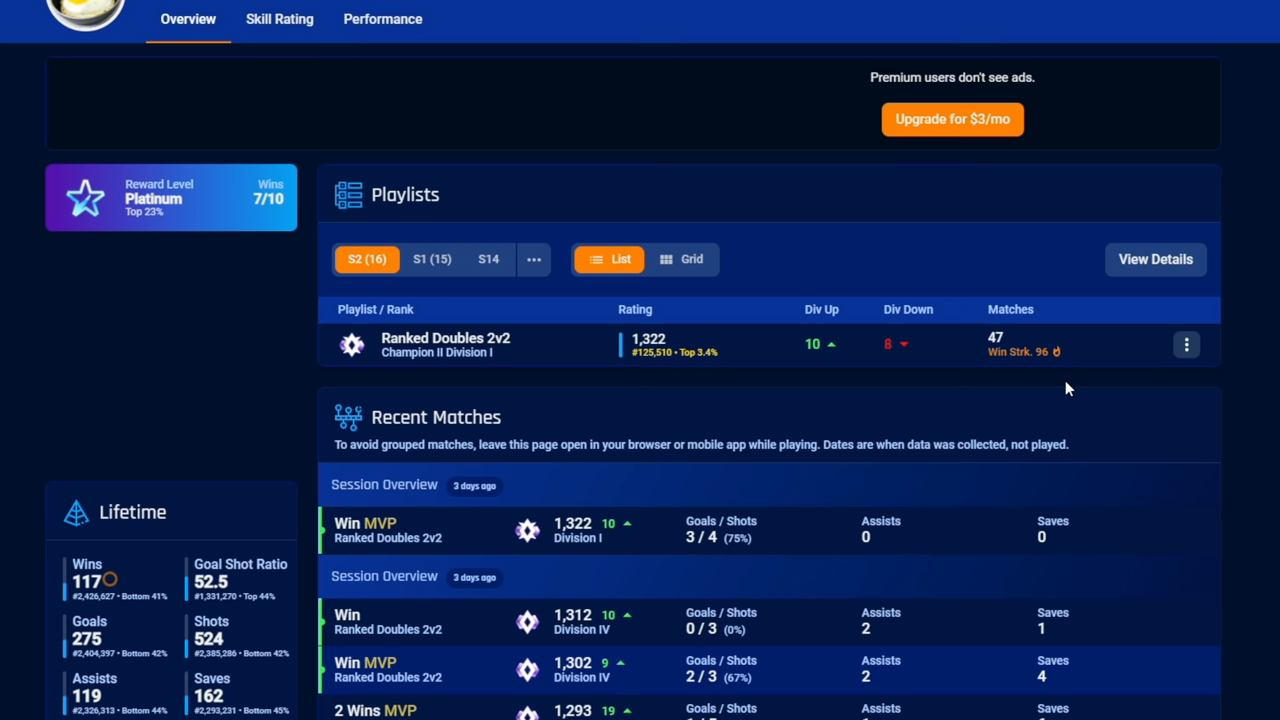 Overview Skill Rating Performance
Premium users don't see ads.
Upgrade for $3/mo
Reward Level Wins
Platinum 7/10
Top 23%
Playlists
S2 (16) S1 (15) S14 ••• List Grid View Details
Playlist / Rank Rating Div Up Div Down Matches
Ranked Doubles 2v2 1,322 10 8 47
Champion II Division I #125,510 • Top 3.4% Win Strk. 96
Recent Matches
To avoid grouped matches, leave this page open in your browser or mobile app while playing. Dates are when data was collected, not played.
Session Overview 3 days ago
Win MVP 1,322 10 Goals / Shots Assists Saves
Ranked Doubles 2v2 Division I 3 / 4 (75%) 0 0
Session Overview 3 days ago
Win 1,312 10 Goals / Shots Assists Saves
Ranked Doubles 2v2 Division IV 0 / 3 (0%) 2 1
Win MVP 1,302 9 Goals / Shots Assists Saves
Ranked Doubles 2v2 Division IV 2 / 3 (67%) 2 4
2 Wins MVP 1,293 19 Goals / Shots Assists Saves
Lifetime
Wins Goal Shot Ratio
117 52.5
#2,426,627 • Bottom 41% #1,331,270 • Top 44%
Goals Shots
275 524
#2,404,397 • Bottom 42% #2,385,286 • Bottom 42%
Assists Saves
119 162
#2,326,313 • Bottom 44% #2,293,231 • Bottom 45%